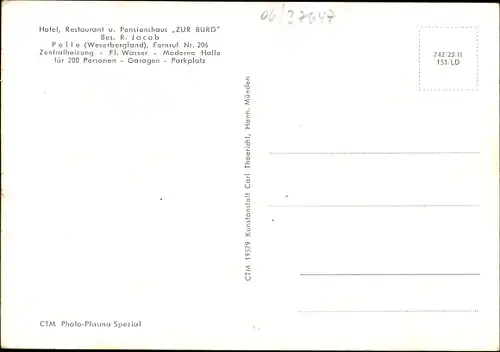 Hotel, Restaurant u. Pensionshaus „ZUR BURG"
Bes. R. Jacob
Polle (Weserbergland), Fernruf Nr. 206
Zentralheizung - Fl. Wasser - Moderne Halle
für 200 Personen - Garagen - Parkplatz
06/27647
242/23 II
151/LD
CTM 19579 Kunstanstalt Carl Thoericht, Hann. Münden
CTM Photo-Plasma Spezial